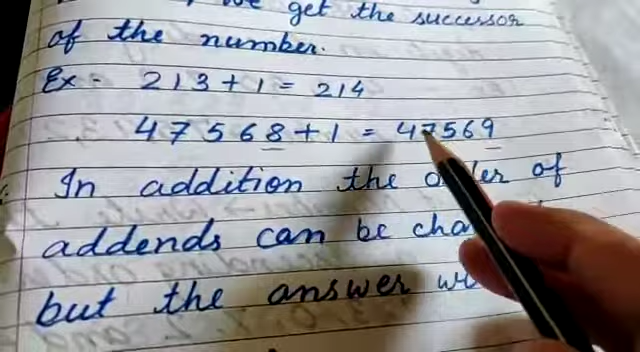 we get the successor
of the number.
Ex - 213 + 1 = 214
47568 + 1 = 47569
In addition the of
addends can be
but the answer